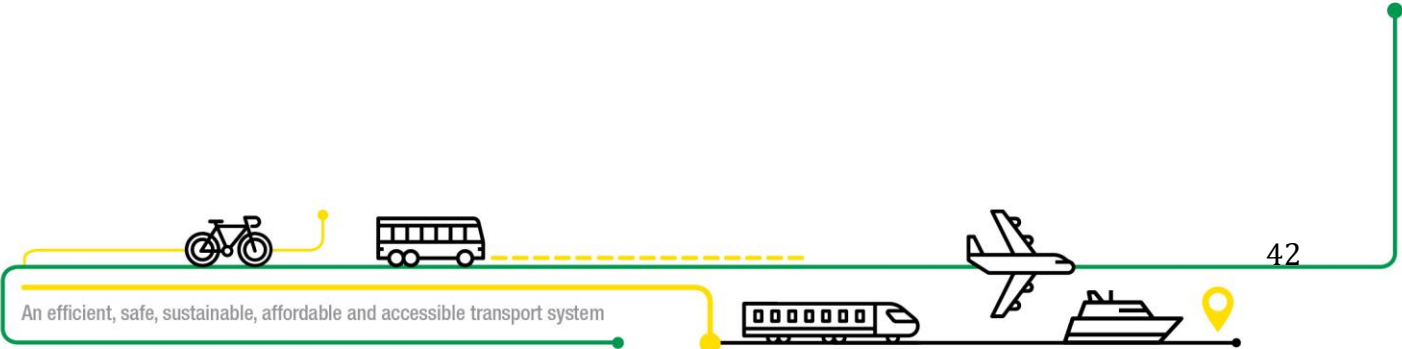 42
An efficient, safe, sustainable, affordable and accessible transport system